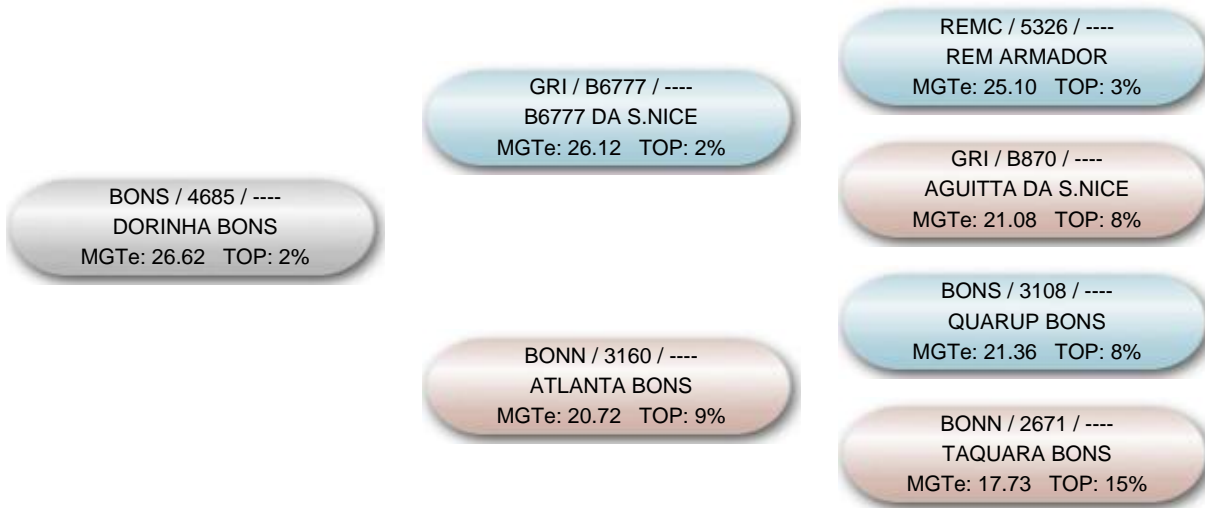 BONS / 4685 / ----
DORINHA BONS
MGTe: 26.62 TOP: 2%
GRI / B6777 / ----
B6777 DA S.NICE
MGTe: 26.12 TOP: 2%
BONN / 3160 / ----
ATLANTA BONS
MGTe: 20.72 TOP: 9%
REMC / 5326 / ----
REM ARMADOR
MGTe: 25.10 TOP: 3%
GRI / B870 / ----
AGUITTA DA S.NICE
MGTe: 21.08 TOP: 8%
BONS / 3108 / ----
QUARUP BONS
MGTe: 21.36 TOP: 8%
BONN / 2671 / ----
TAQUARA BONS
MGTe: 17.73 TOP: 15%